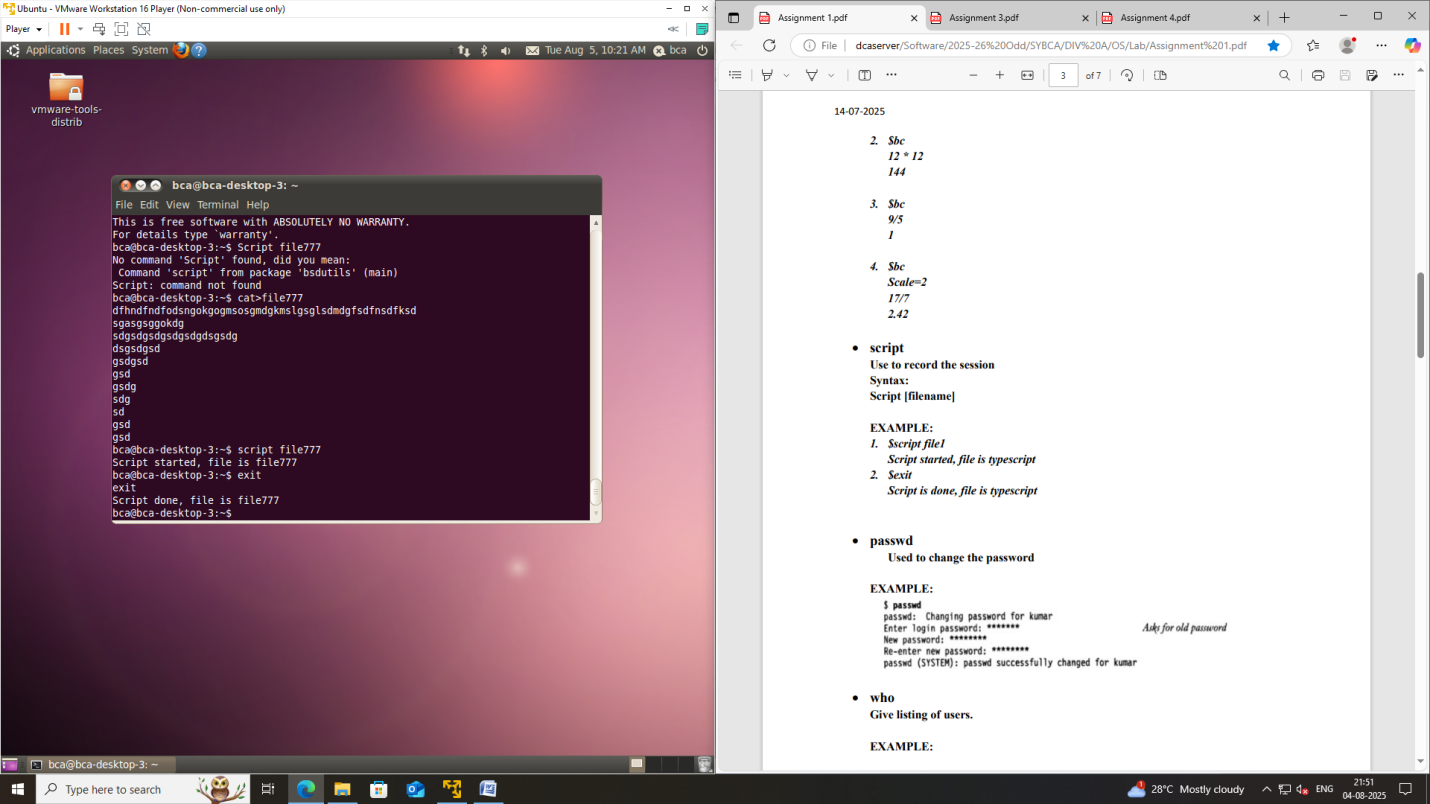 Ubuntu - VMware Workstation 16 Player (Non-commercial use only)
Player
Applications Places System
Tue Aug 5, 10:21 AM bca
vmware-tools-
distrib
bca@bca-desktop-3: ~
File Edit View Terminal Help
This is free software with ABSOLUTELY NO WARRANTY.
For details type `warranty'.
bca@bca-desktop-3:~$ Script file777
No command 'Script' found, did you mean:
Command 'script' from package 'bsdutils' (main)
Script: command not found
bca@bca-desktop-3:~$ cat>file777
dfhndfndfodsngokgogmsosgmdgkmslgsglsdmdgfsdfnsdfksd
sgasgsggokdg
sdgsdgsdgsdgsdgdsgsdg
dsgsdgsd
gsdgsd
gsd
gsdg
sdg
sd
gsd
gsd
bca@bca-desktop-3:~$ script file777
Script started, file is file777
bca@bca-desktop-3:~$ exit
exit
Script done, file is file777
bca@bca-desktop-3:~$
bca@bca-desktop-3: ~
Assignment 1.pdf
Assignment 3.pdf
Assignment 4.pdf
File dcaserver/Software/2025-26%20Odd/SYBCA/DIV%20A/OS/Lab/Assignment%201.pdf
3 of 7
14-07-2025
2. $bc
12 * 12
144
3. $bc
9/5
1
4. $bc
Scale=2
17/7
2.42
• script
Use to record the session
Syntax:
Script [filename]
EXAMPLE:
1. $script file1
Script started, file is typescript
2. $exit
Script is done, file is typescript
• passwd
Used to change the password
EXAMPLE:
$ passwd
passwd: Changing password for kumar
Enter login password: ******* Asks for old password
New password: ********
Re-enter new password: ********
passwd (SYSTEM): passwd successfully changed for kumar
• who
Give listing of users.
EXAMPLE:
Type here to search
1
28°C Mostly cloudy
ENG
21:51
04-08-2025